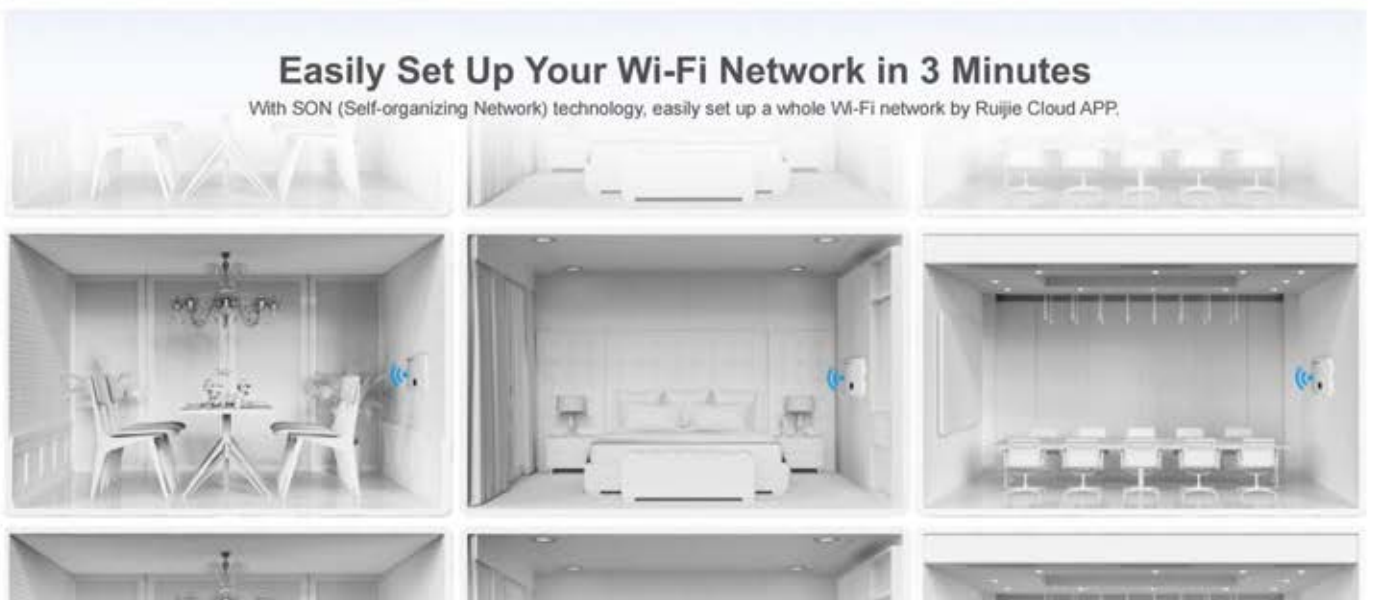 Easily Set Up Your Wi-Fi Network in 3 Minutes
With SON (Self-organizing Network) technology, easily set up a whole Wi-Fi network by Ruijie Cloud APP.